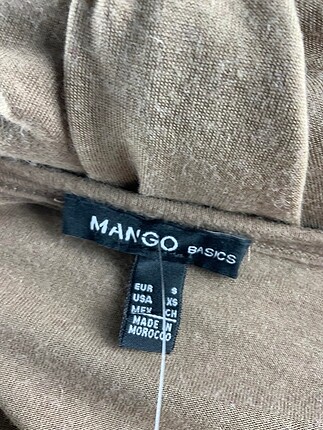 MANGO BASICS
EUR S
USA XS
MEX CH
MADE IN
MOROCCO